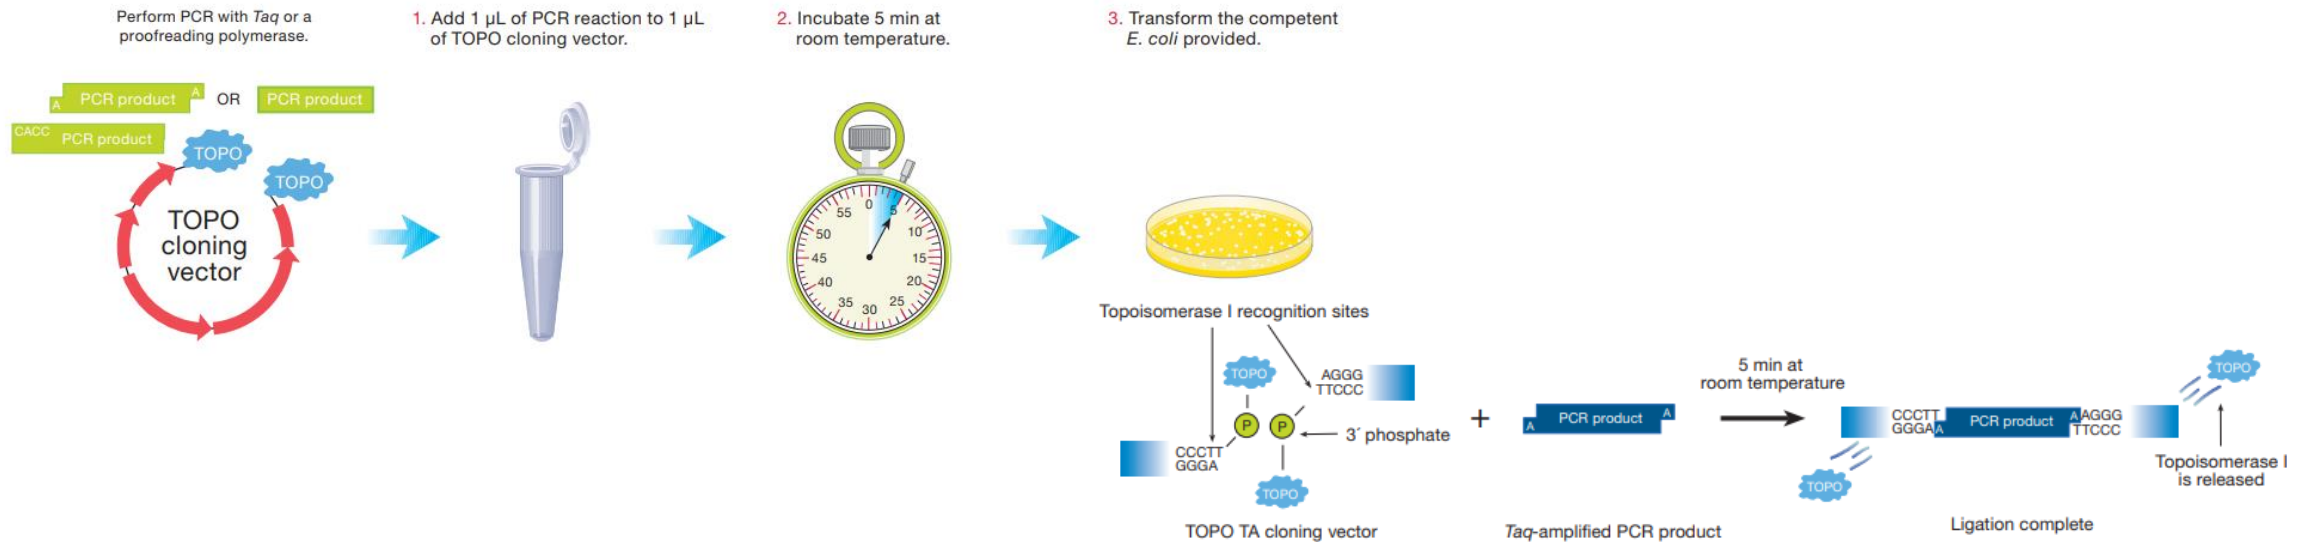 Perform PCR with Taq or a
proofreading polymerase.
1. Add 1 µL of PCR reaction to 1 µL
of TOPO cloning vector.
2. Incubate 5 min at
room temperature.
3. Transform the competent
E. coli provided.
A PCR product A OR PCR product
CACC PCR product
TOPO
TOPO
TOPO
cloning
vector
0
5
10
15
20
25
30
35
40
45
50
55
Topoisomerase I recognition sites
TOPO
AGGG
TTCCC
P P
3´ phosphate
CCCTT
GGGA
TOPO
TOPO TA cloning vector
+
A PCR product A
Taq-amplified PCR product
5 min at
room temperature
CCCTT PCR product A AGGG
GGGA A TTCCC
TOPO
TOPO
Topoisomerase I
is released
Ligation complete